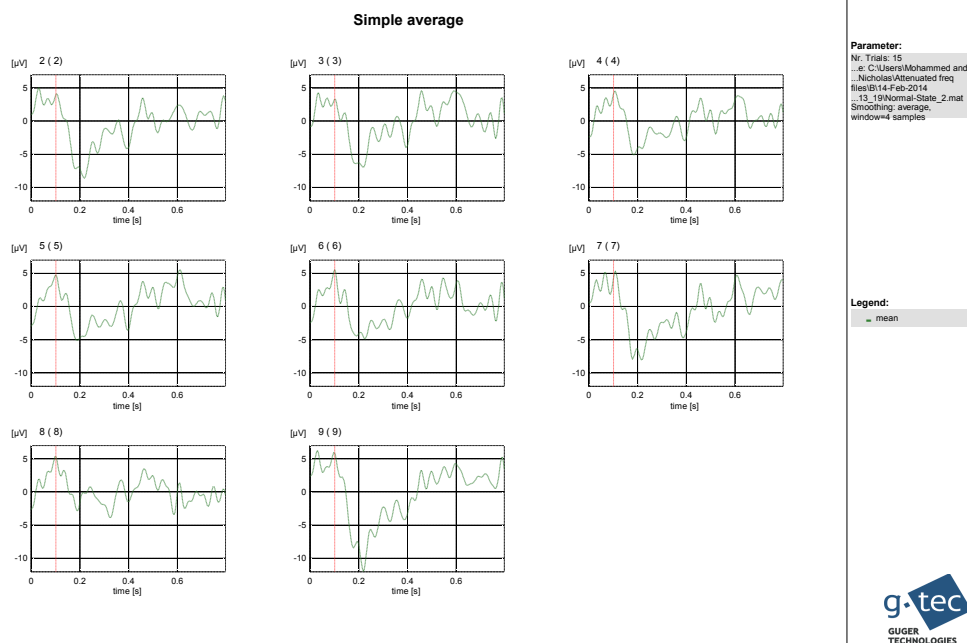 Simple average
[µV] 2 ( 2)
5
0
-5
-10
0 0.2 0.4 0.6
time [s]
[µV] 3 ( 3)
5
0
-5
-10
0 0.2 0.4 0.6
time [s]
[µV] 4 ( 4)
5
0
-5
-10
0 0.2 0.4 0.6
time [s]
[µV] 5 ( 5)
5
0
-5
-10
0 0.2 0.4 0.6
time [s]
[µV] 6 ( 6)
5
0
-5
-10
0 0.2 0.4 0.6
time [s]
[µV] 7 ( 7)
5
0
-5
-10
0 0.2 0.4 0.6
time [s]
[µV] 8 ( 8)
5
0
-5
-10
0 0.2 0.4 0.6
time [s]
[µV] 9 ( 9)
5
0
-5
-10
0 0.2 0.4 0.6
time [s]
Parameter:
Nr. Trials: 15
...e: C:\Users\Mohammed and
...Nicholas\Attenuated freq
files\B\14-Feb-2014
...13_19\Normal-State_2.mat
Smoothing: average,
window=4 samples
Legend:
mean
g.tec
GUGER
TECHNOLOGIES